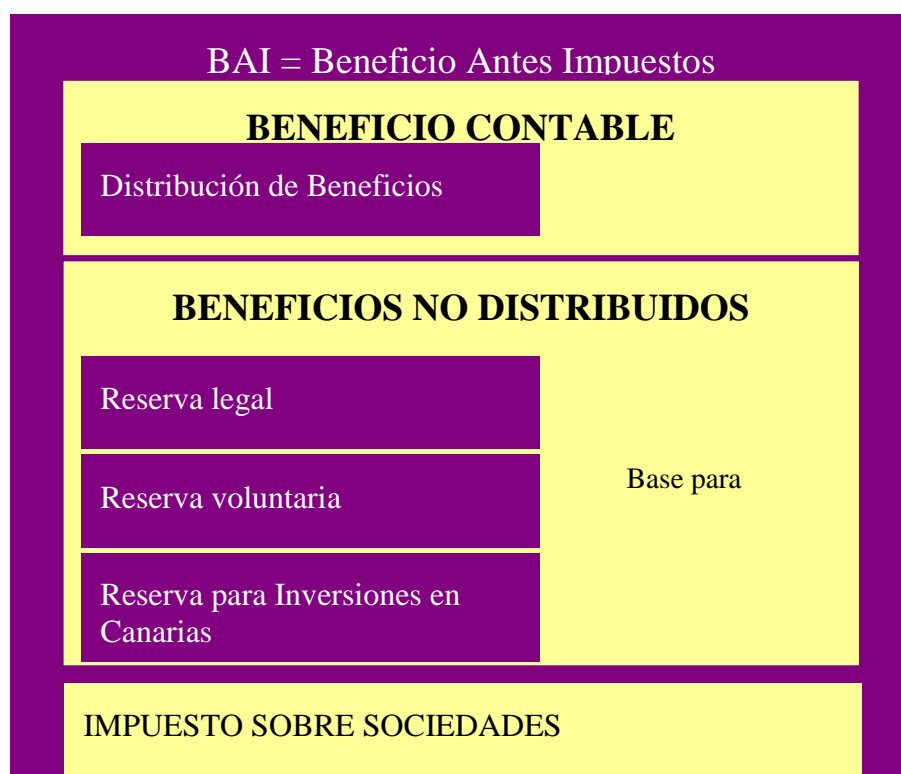 BAI = Beneficio Antes Impuestos
BENEFICIO CONTABLE
Distribución de Beneficios
BENEFICIOS NO DISTRIBUIDOS
Reserva legal
Reserva voluntaria
Base para
Reserva para Inversiones en
Canarias
IMPUESTO SOBRE SOCIEDADES